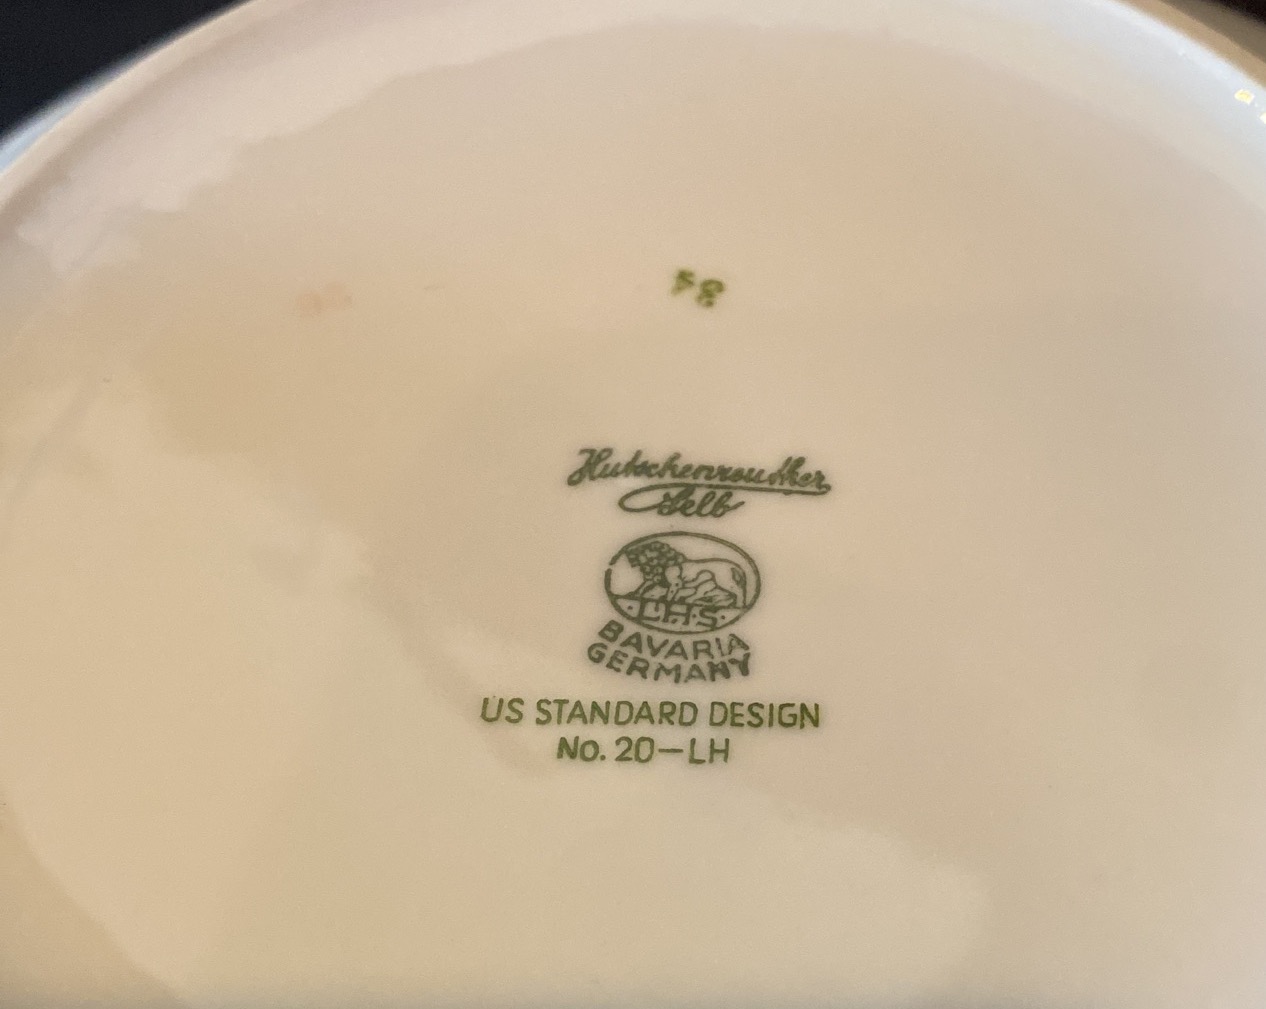 34
Hutschenreuther
Selb
L.H.S.
BAVARIA
GERMANY
US STANDARD DESIGN
No. 20-LH